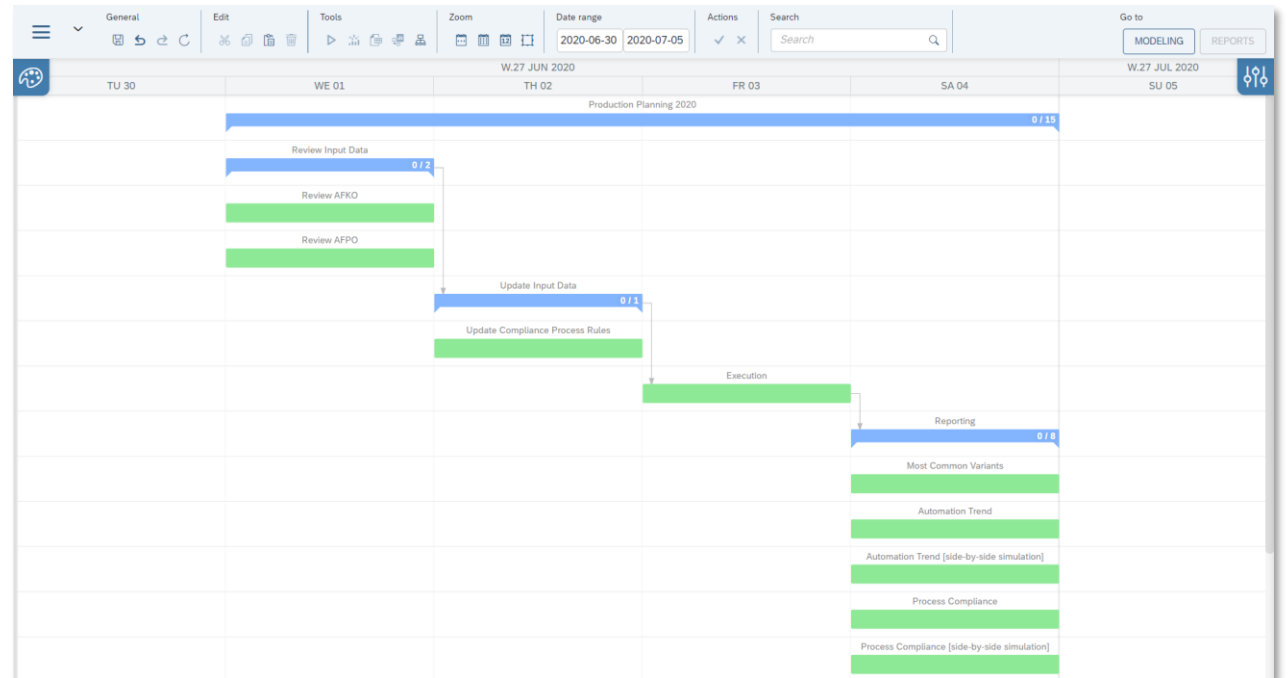 General
Edit
Tools
Zoom
Date range
Actions
Search
Go to
2020-06-30
2020-07-05
Search
MODELING
REPORTS
W.27 JUN 2020
W.27 JUL 2020
TU 30
WE 01
TH 02
FR 03
SA 04
SU 05
Production Planning 2020
0 / 15
Review Input Data
0 / 2
Review AFKO
Review AFPO
Update Input Data
0 / 1
Update Compliance Process Rules
Execution
Reporting
0 / 8
Most Common Variants
Automation Trend
Automation Trend [side-by-side simulation]
Process Compliance
Process Compliance [side-by-side simulation]